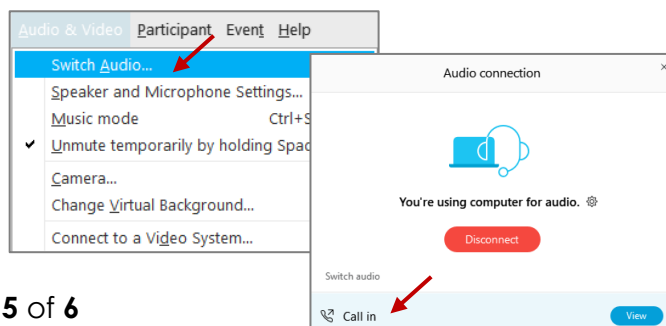 Audio & Video Participant Event Help
Switch Audio...
Speaker and Microphone Settings...
Music mode Ctrl+S
Unmute temporarily by holding Spac
Camera...
Change Virtual Background...
Connect to a Video System...
Audio connection
You're using computer for audio.
Disconnect
Switch audio
Call in View
5 of 6